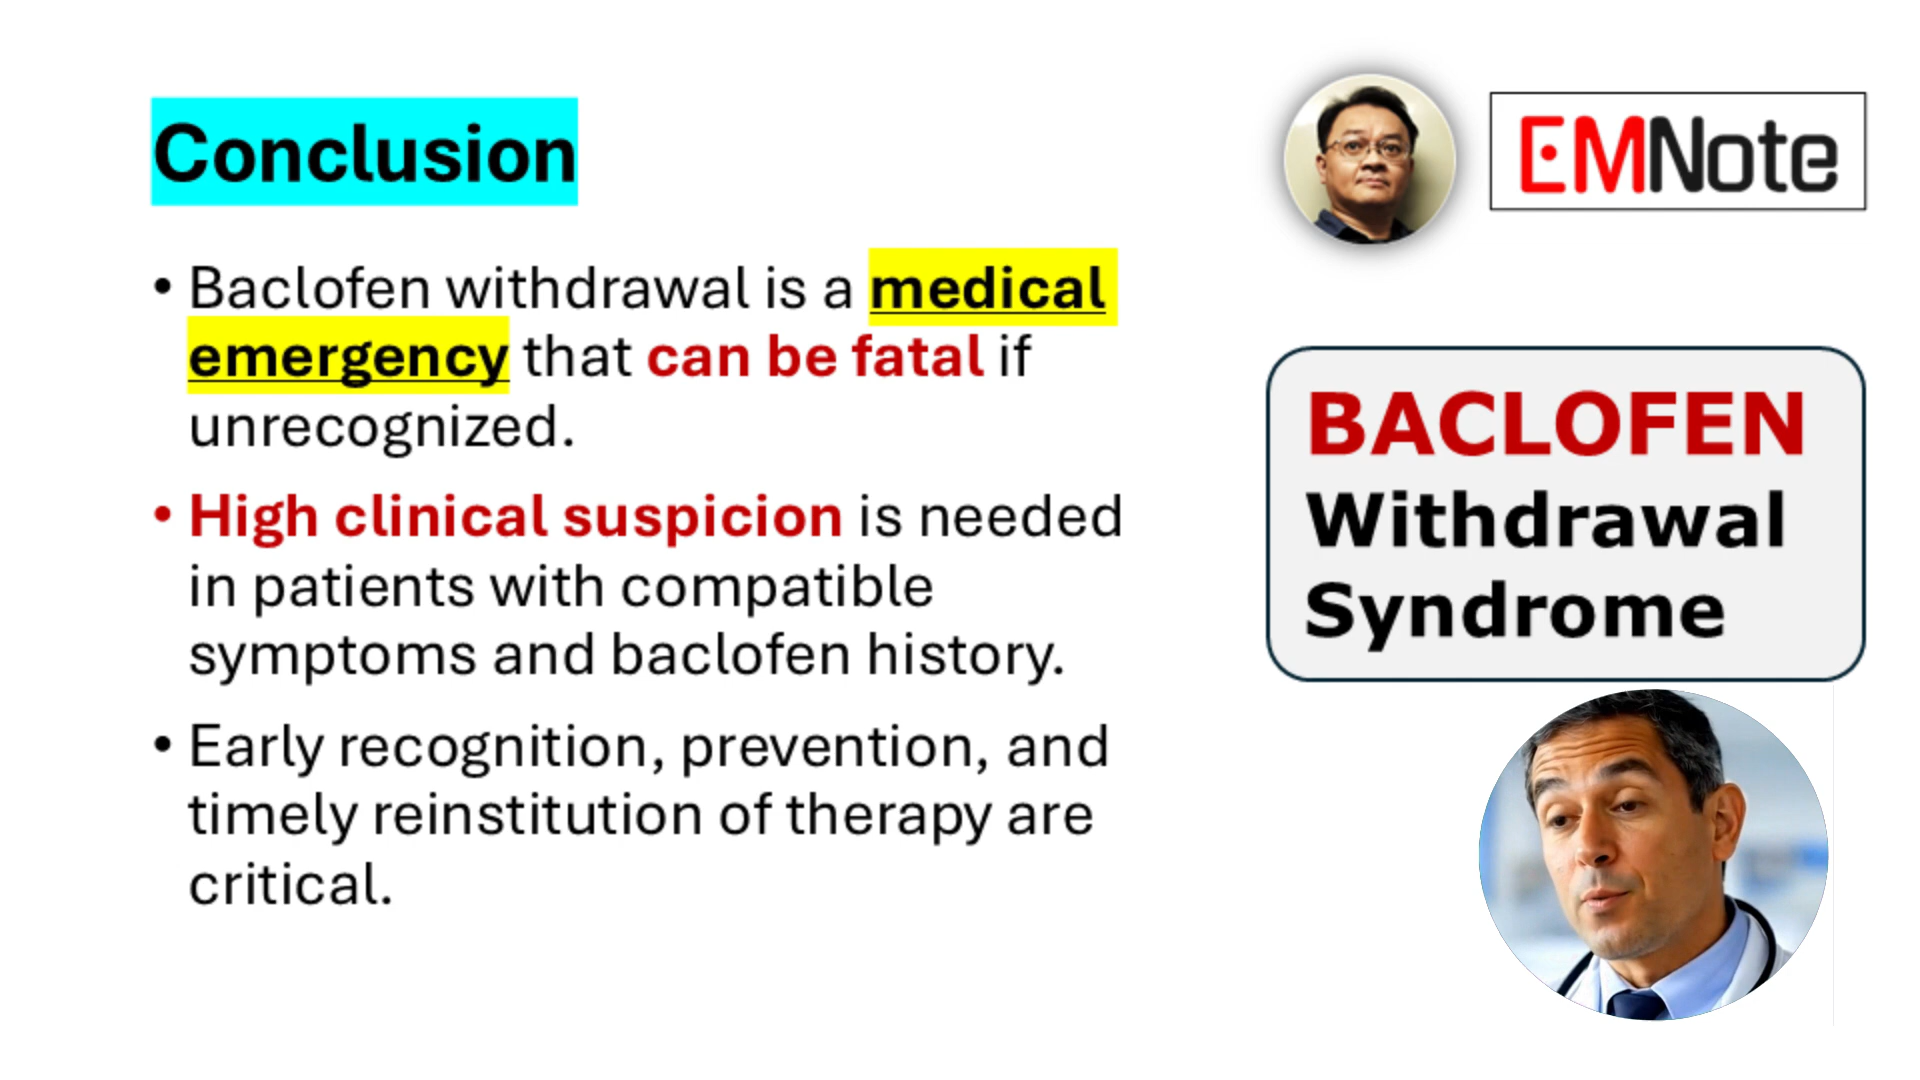 Conclusion
• Baclofen withdrawal is a medical
emergency that can be fatal if
unrecognized.
• High clinical suspicion is needed
in patients with compatible
symptoms and baclofen history.
• Early recognition, prevention, and
timely reinstitution of therapy are
critical.
EMNote
BACLOFEN
Withdrawal
Syndrome